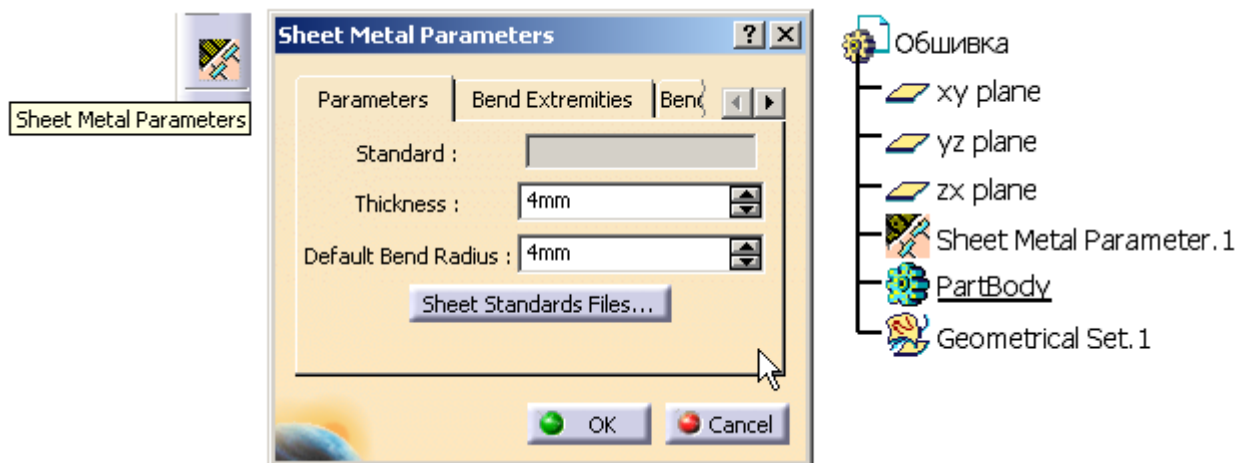 Sheet Metal Parameters
Sheet Metal Parameters
Parameters
Bend Extremities
Standard :
Thickness :
4mm
Default Bend Radius :
4mm
Sheet Standards Files...
OK
Cancel
Обшивка
xy plane
yz plane
zx plane
Sheet Metal Parameter.1
PartBody
Geometrical Set.1